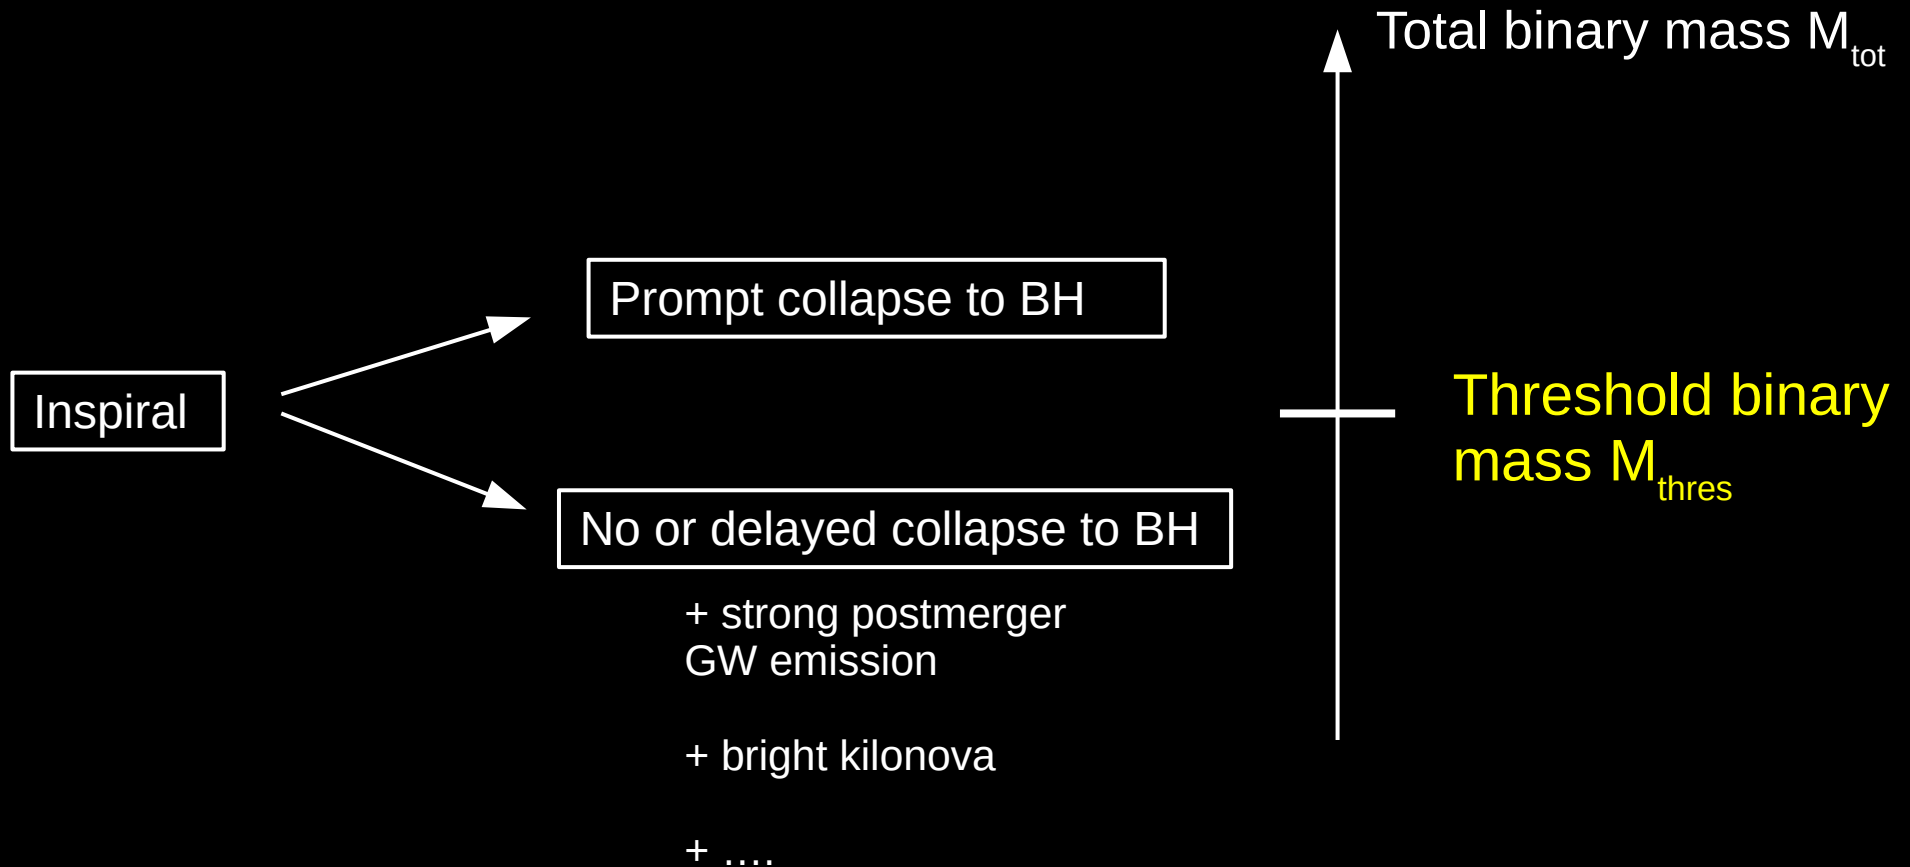 Total binary mass Mtot
Prompt collapse to BH
Inspiral
Threshold binary
mass Mthres
No or delayed collapse to BH
+ strong postmerger
GW emission
+ bright kilonova
+ ....